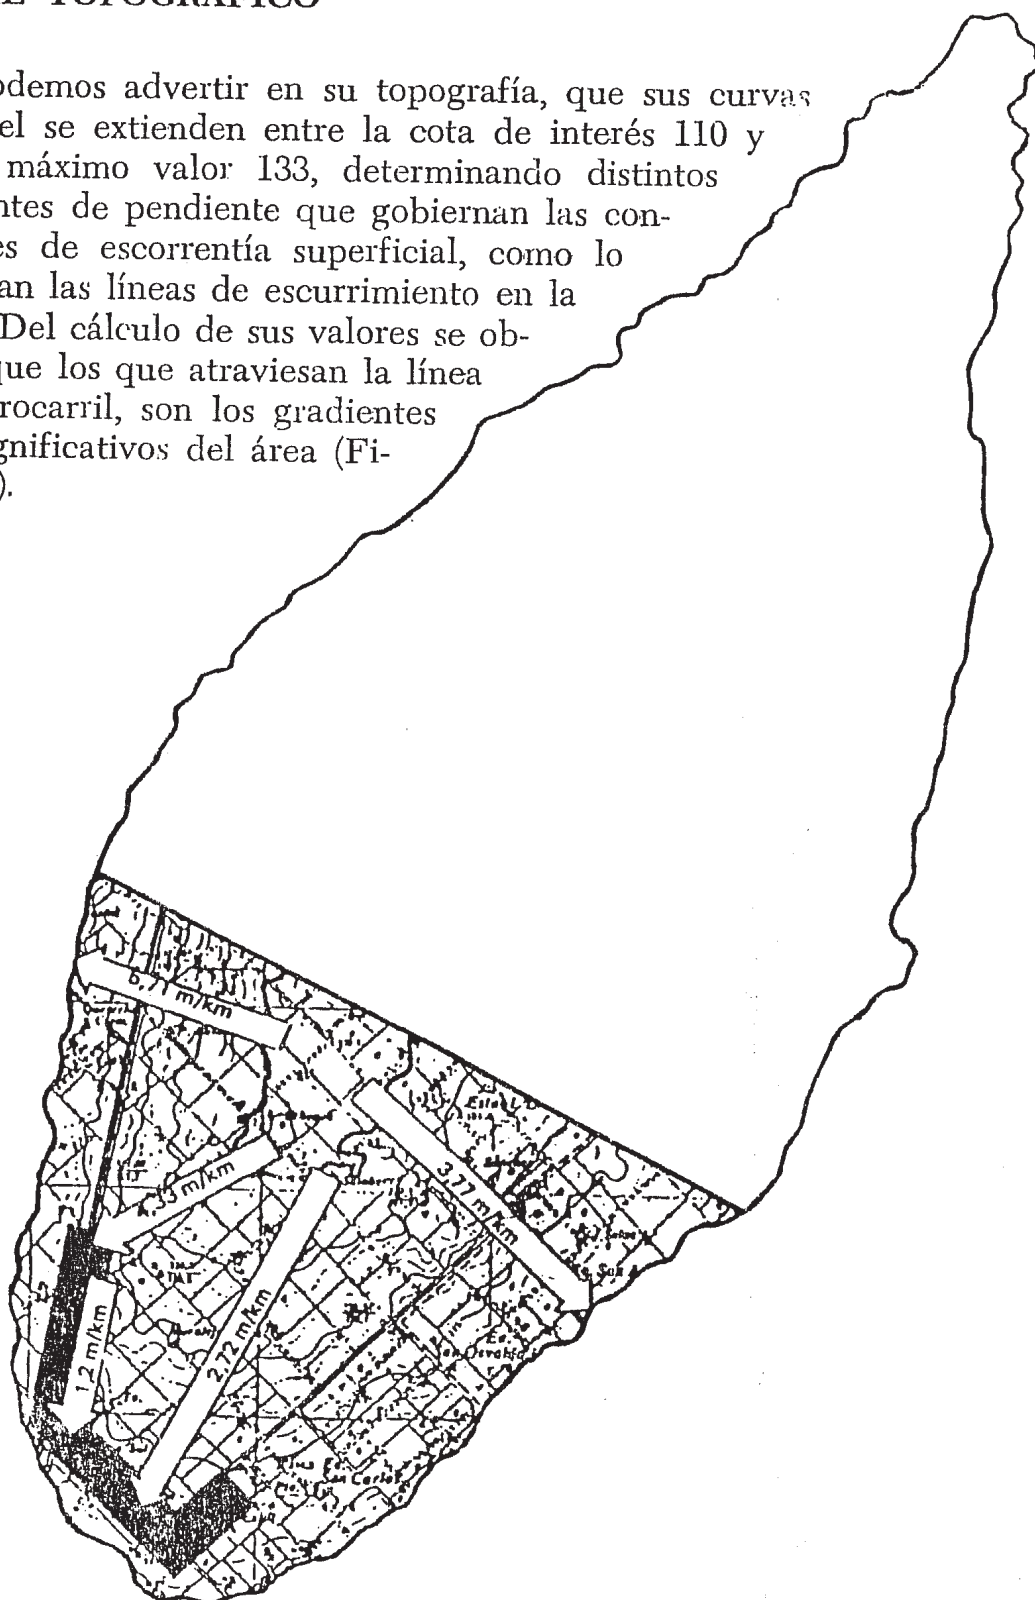 TOPOGRÁFICO
odemos advertir en su topografía, que sus curvas
el se extienden entre la cota de interés 110 y
máximo valor 133, determinando distintos
ntes de pendiente que gobiernan las con-
es de escorrentía superficial, como lo
an las líneas de escurrimiento en la
Del cálculo de sus valores se ob-
que los que atraviesan la línea
rocarril, son los gradientes
gnificativos del área (Fi-
).
6,71 m/km
3,77 m/km
m/km
2,72 m/km
1,2 m/km
San Carlos